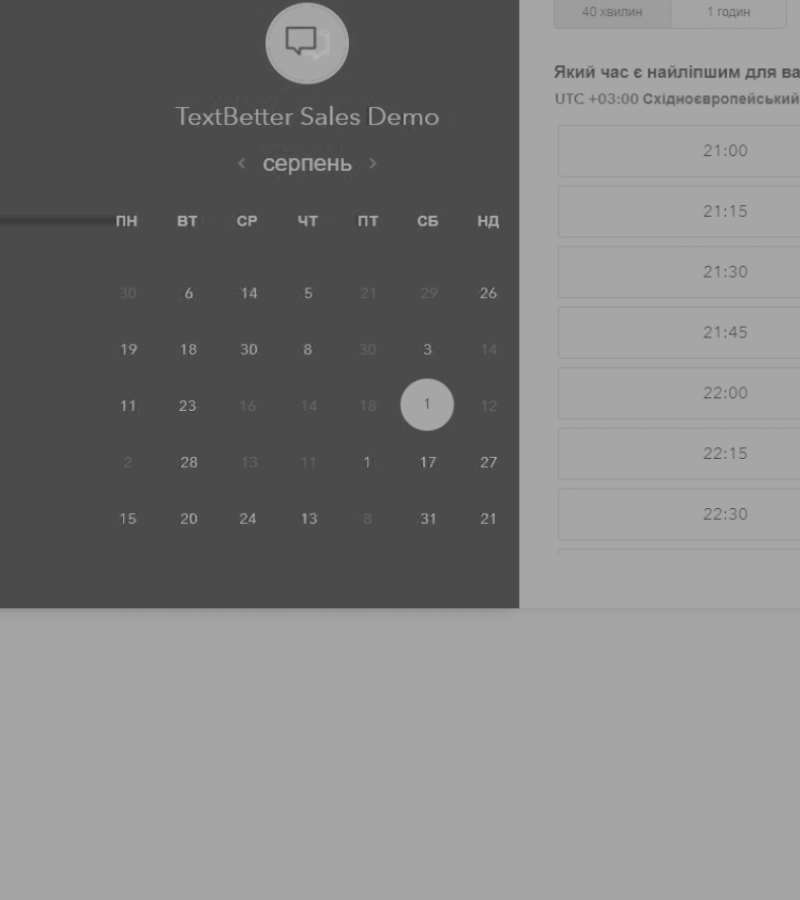 TextBetter Sales Demo
серпень
ПН ВТ СР ЧТ ПТ СБ НД
30 6 14 5 21 29 26
19 18 30 8 30 3 14
11 23 16 14 18 1 12
2 28 13 11 1 17 27
15 20 24 13 8 31 21
40 хвилин 1 годин
Який час є найліпшим для ва
UTC +03:00 Східноєвропейський
21:00
21:15
21:30
21:45
22:00
22:15
22:30